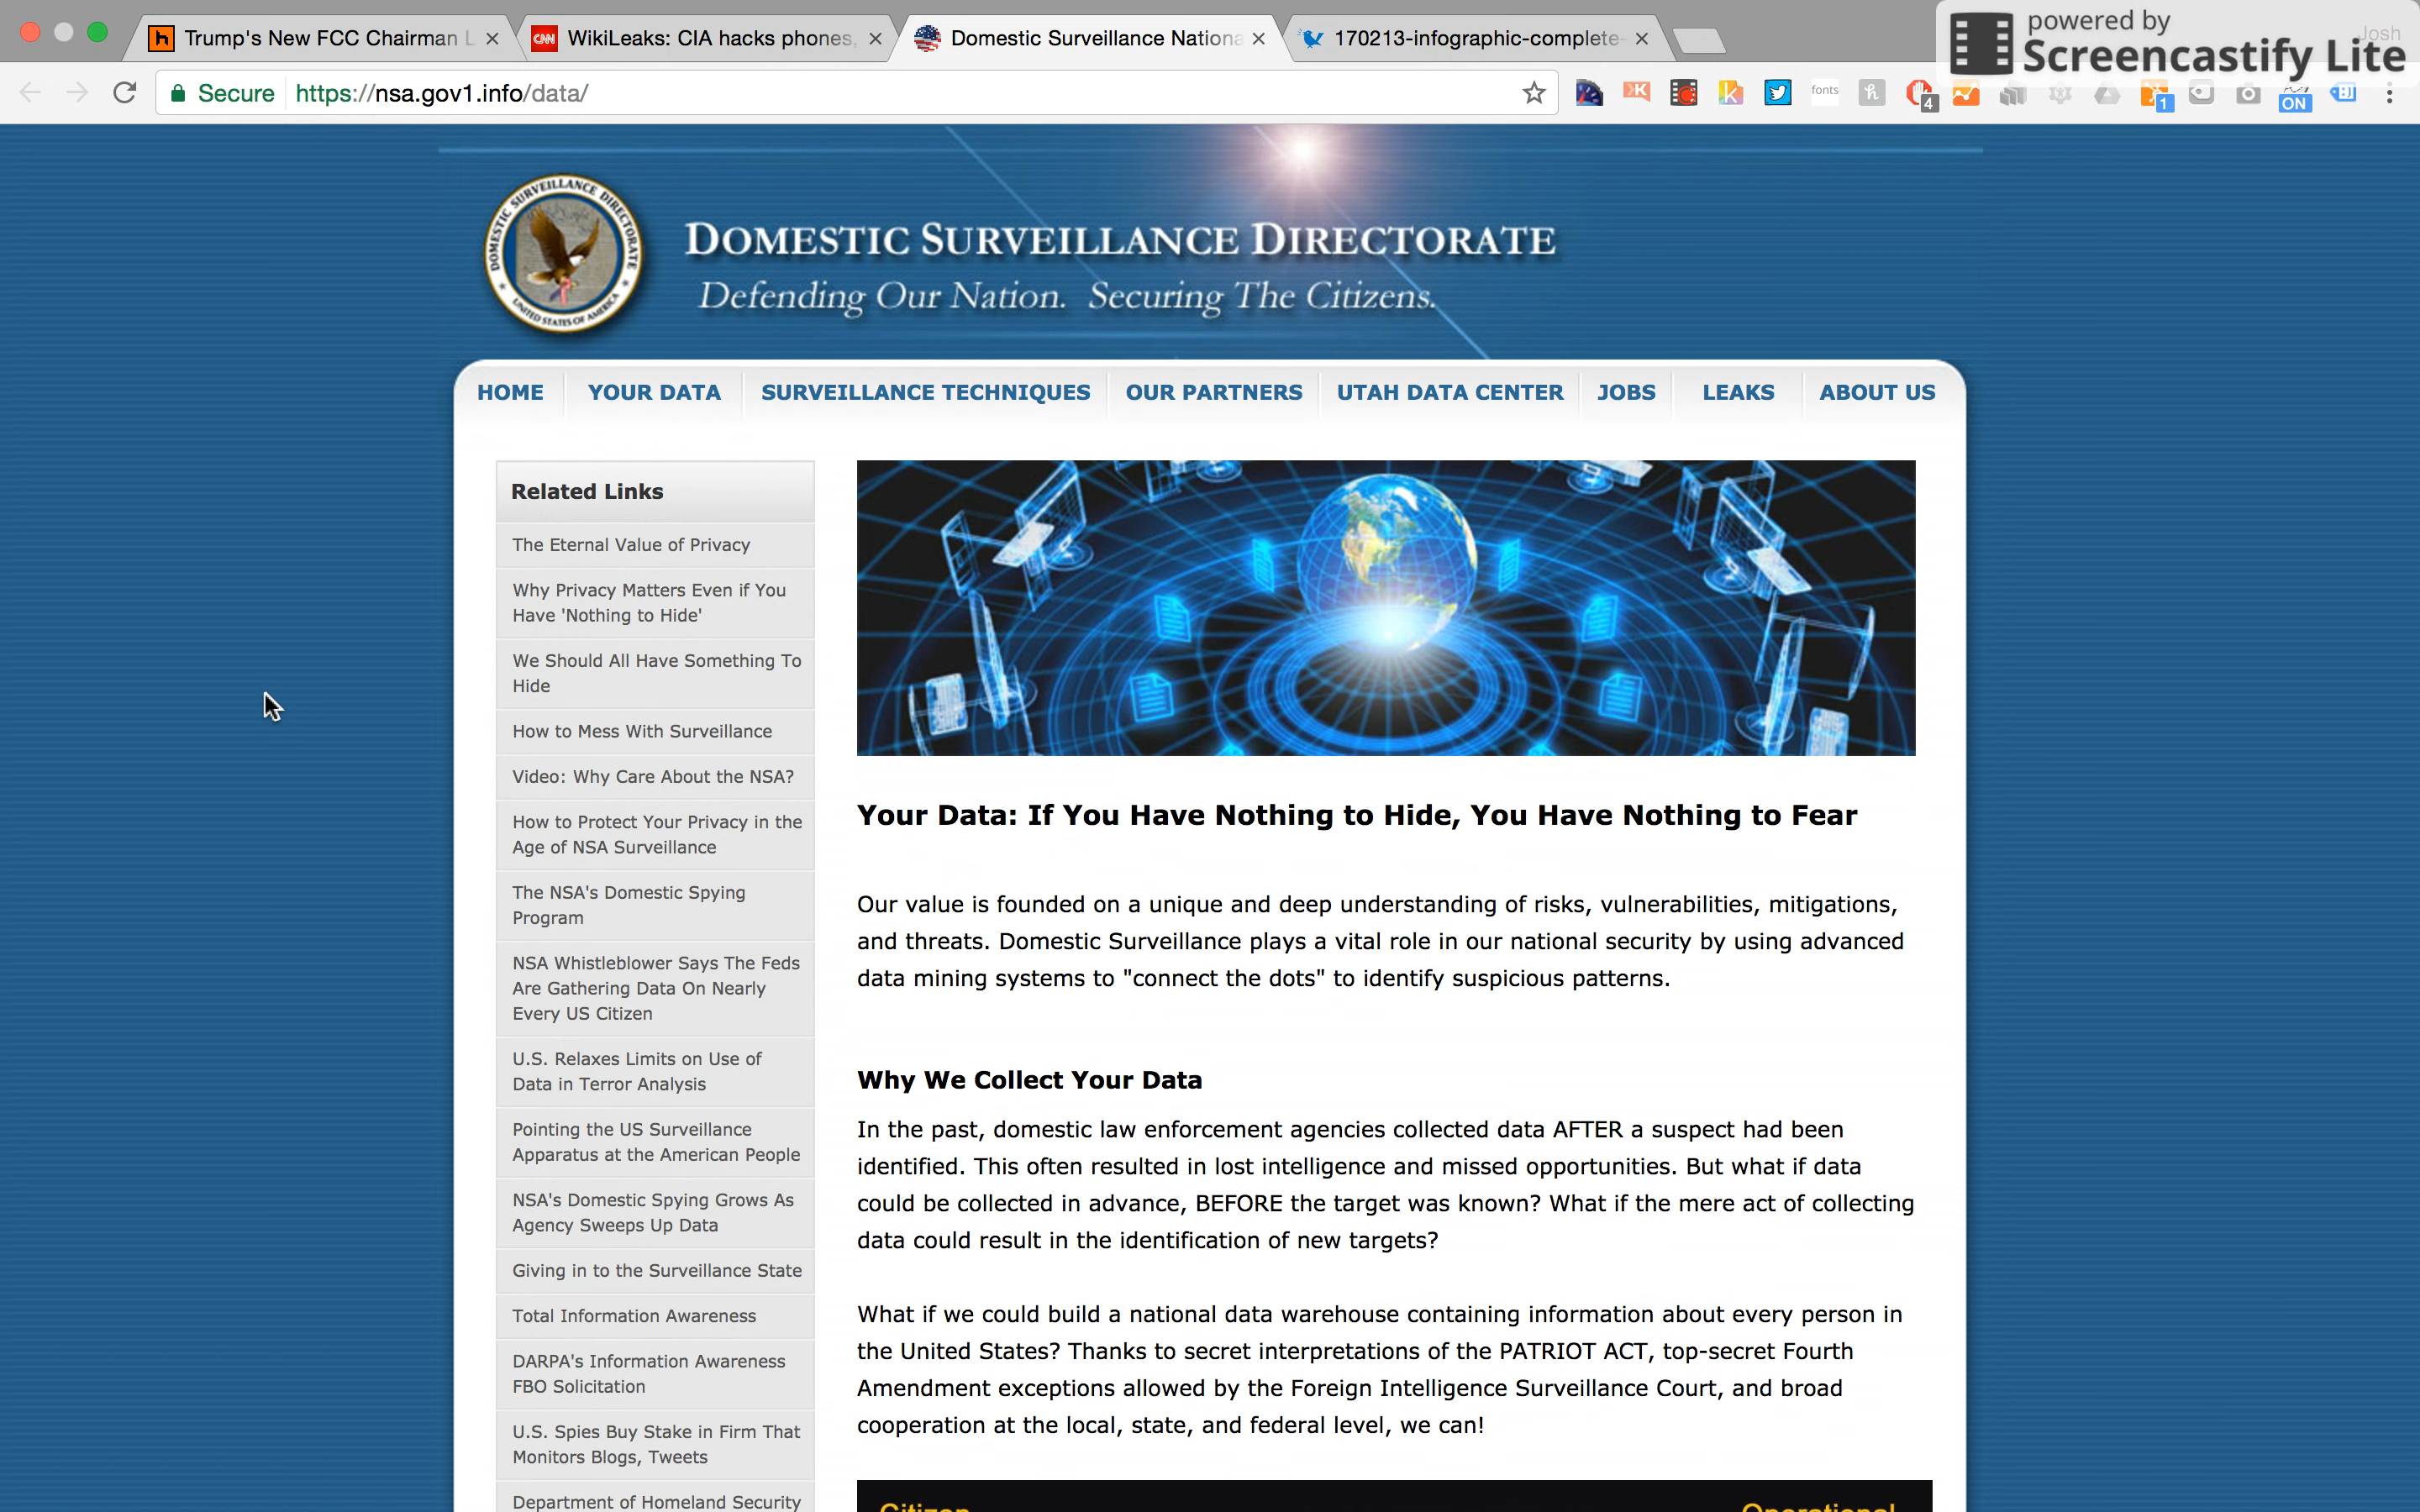 Trump's New FCC Chairman L
WikiLeaks: CIA hacks phones,
Domestic Surveillance Nationa
170213-infographic-complete-
Josh
powered by
Screencastify Lite
Secure
https://nsa.gov1.info/data/
fonts
4
1
ON
DOMESTIC SURVEILLANCE DIRECTORATE
UNITED STATES OF AMERICA
DOMESTIC SURVEILLANCE DIRECTORATE
Defending Our Nation. Securing The Citizens.
HOME
YOUR DATA
SURVEILLANCE TECHNIQUES
OUR PARTNERS
UTAH DATA CENTER
JOBS
LEAKS
ABOUT US
Related Links
The Eternal Value of Privacy
Why Privacy Matters Even if You
Have 'Nothing to Hide'
We Should All Have Something To
Hide
How to Mess With Surveillance
Video: Why Care About the NSA?
How to Protect Your Privacy in the
Age of NSA Surveillance
The NSA's Domestic Spying
Program
NSA Whistleblower Says The Feds
Are Gathering Data On Nearly
Every US Citizen
U.S. Relaxes Limits on Use of
Data in Terror Analysis
Pointing the US Surveillance
Apparatus at the American People
NSA's Domestic Spying Grows As
Agency Sweeps Up Data
Giving in to the Surveillance State
Total Information Awareness
DARPA's Information Awareness
FBO Solicitation
U.S. Spies Buy Stake in Firm That
Monitors Blogs, Tweets
Department of Homeland Security
Your Data: If You Have Nothing to Hide, You Have Nothing to Fear
Our value is founded on a unique and deep understanding of risks, vulnerabilities, mitigations,
and threats. Domestic Surveillance plays a vital role in our national security by using advanced
data mining systems to "connect the dots" to identify suspicious patterns.
Why We Collect Your Data
In the past, domestic law enforcement agencies collected data AFTER a suspect had been
identified. This often resulted in lost intelligence and missed opportunities. But what if data
could be collected in advance, BEFORE the target was known? What if the mere act of collecting
data could result in the identification of new targets?
What if we could build a national data warehouse containing information about every person in
the United States? Thanks to secret interpretations of the PATRIOT ACT, top-secret Fourth
Amendment exceptions allowed by the Foreign Intelligence Surveillance Court, and broad
cooperation at the local, state, and federal level, we can!
Citizen
Operational